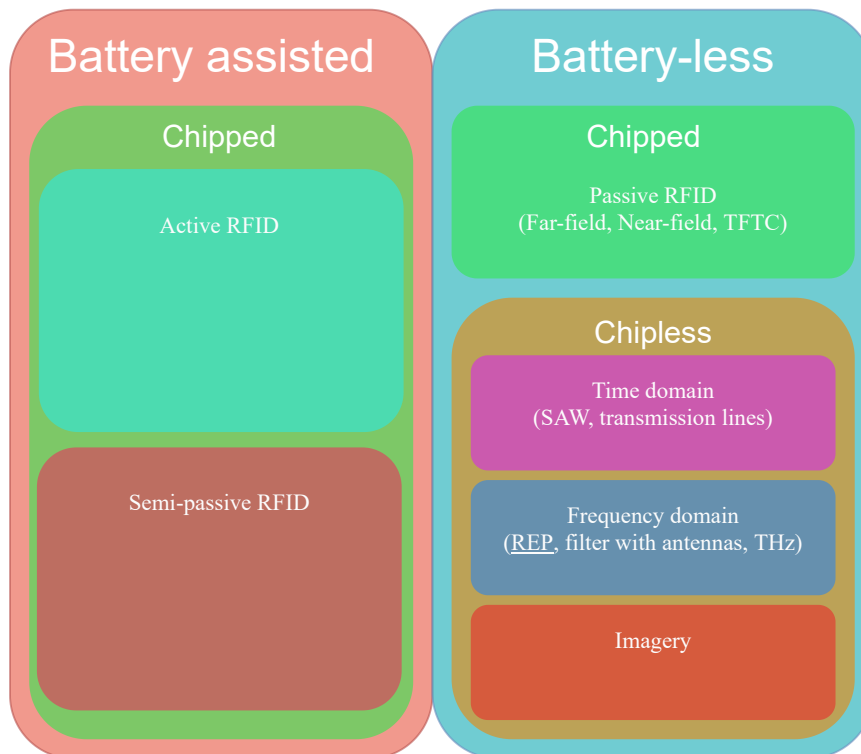 Battery assisted
Chipped
Active RFID
Semi-passive RFID
Battery-less
Chipped
Passive RFID
(Far-field, Near-field, TFTC)
Chipless
Time domain
(SAW, transmission lines)
Frequency domain
(REP, filter with antennas, THz)
Imagery